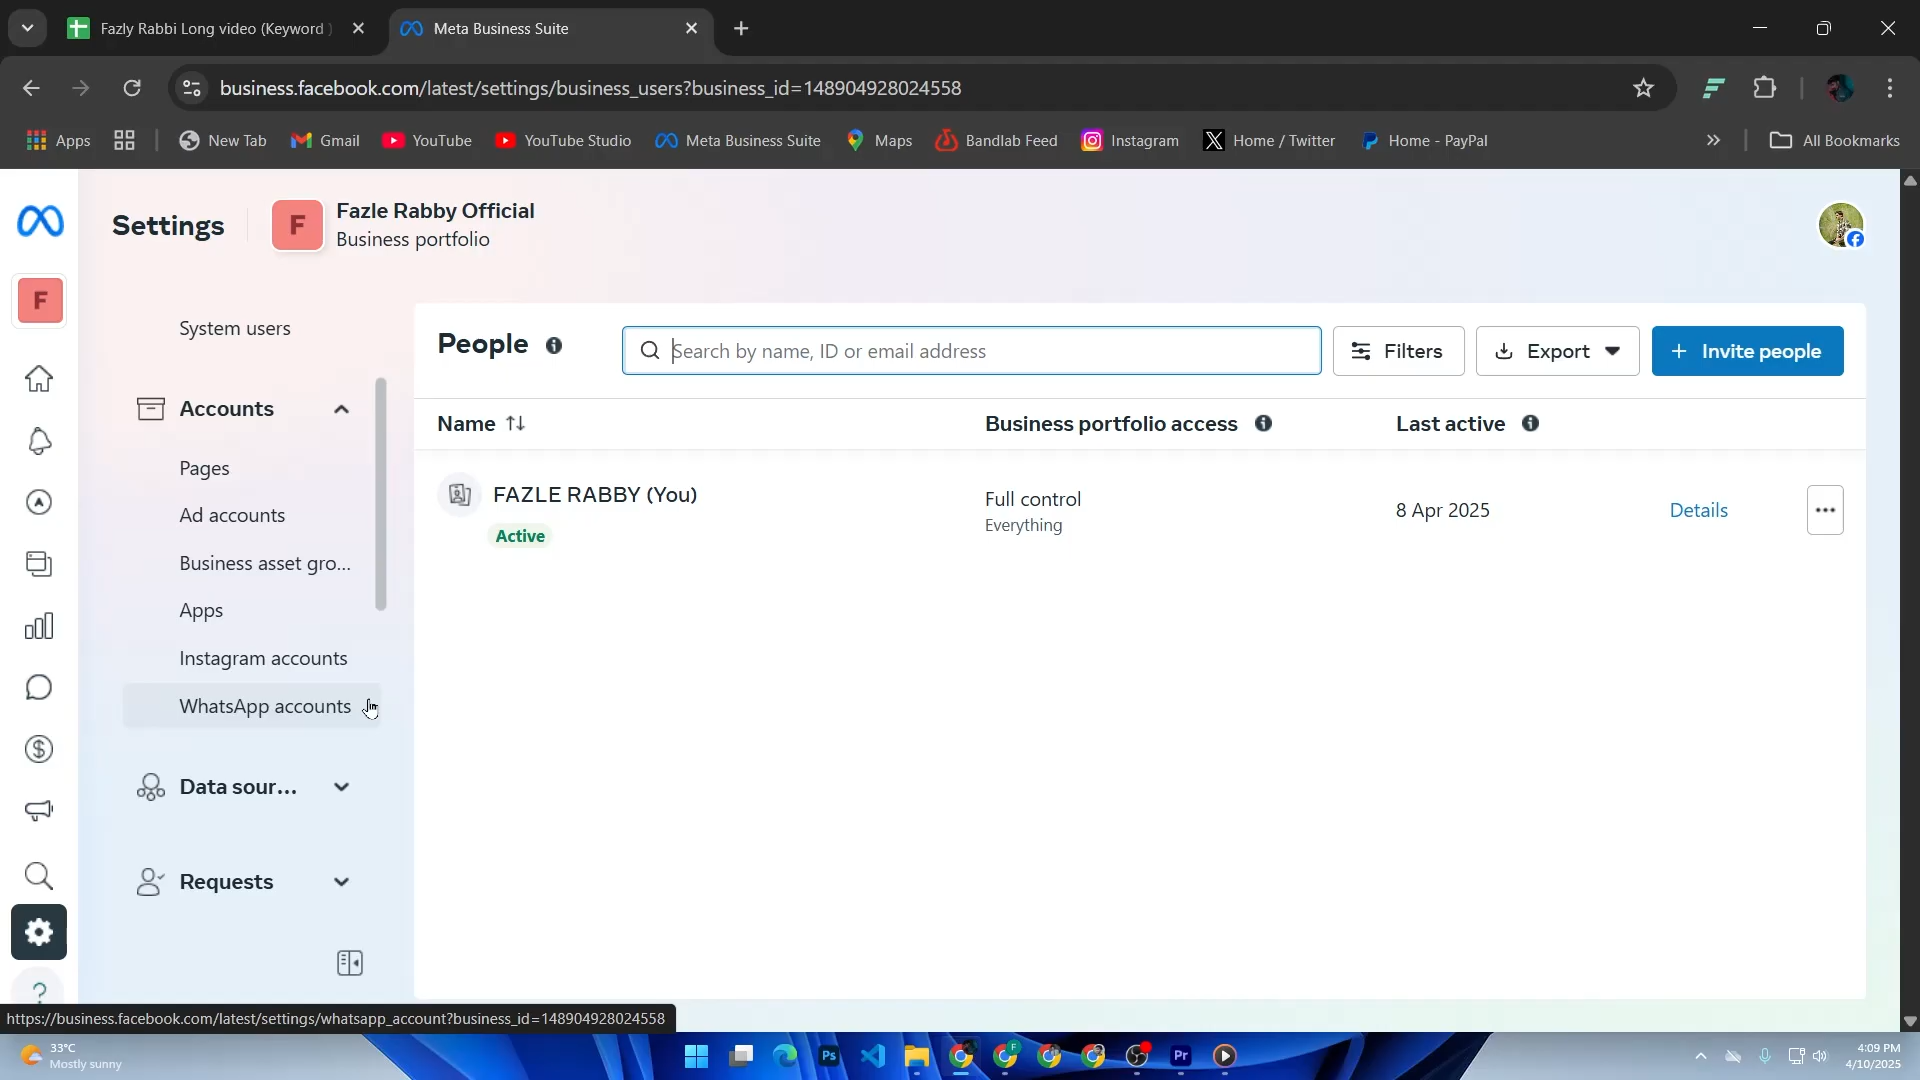 Fazly Rabbi Long video (Keyword )
Meta Business Suite
business.facebook.com/latest/settings/business_users?business_id=148904928024558
Apps
New Tab
Gmail
YouTube
YouTube Studio
Meta Business Suite
Maps
Bandlab Feed
Instagram
Home / Twitter
Home - PayPal
All Bookmarks
Settings
F
Fazle Rabby Official
Business portfolio
F
System users
Accounts
Pages
Ad accounts
Business asset gro...
Apps
Instagram accounts
WhatsApp accounts
Data sour...
Requests
People
Search by name, ID or email address
Filters
Export
+ Invite people
Name
Business portfolio access
Last active
FAZLE RABBY (You)
Active
Full control
Everything
8 Apr 2025
Details
https://business.facebook.com/latest/settings/whatsapp_account?business_id=148904928024558
33°C
Mostly sunny
Ps
F
Pr
4:09 PM
4/10/2025